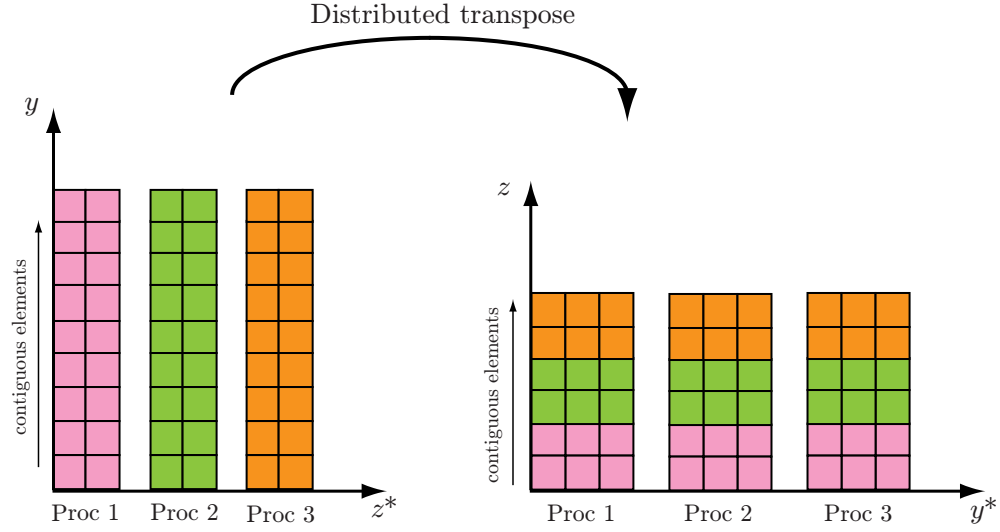 Distributed transpose
y
contiguous elements
Proc 1
Proc 2
Proc 3
z*
z
contiguous elements
Proc 1
Proc 2
Proc 3
y*